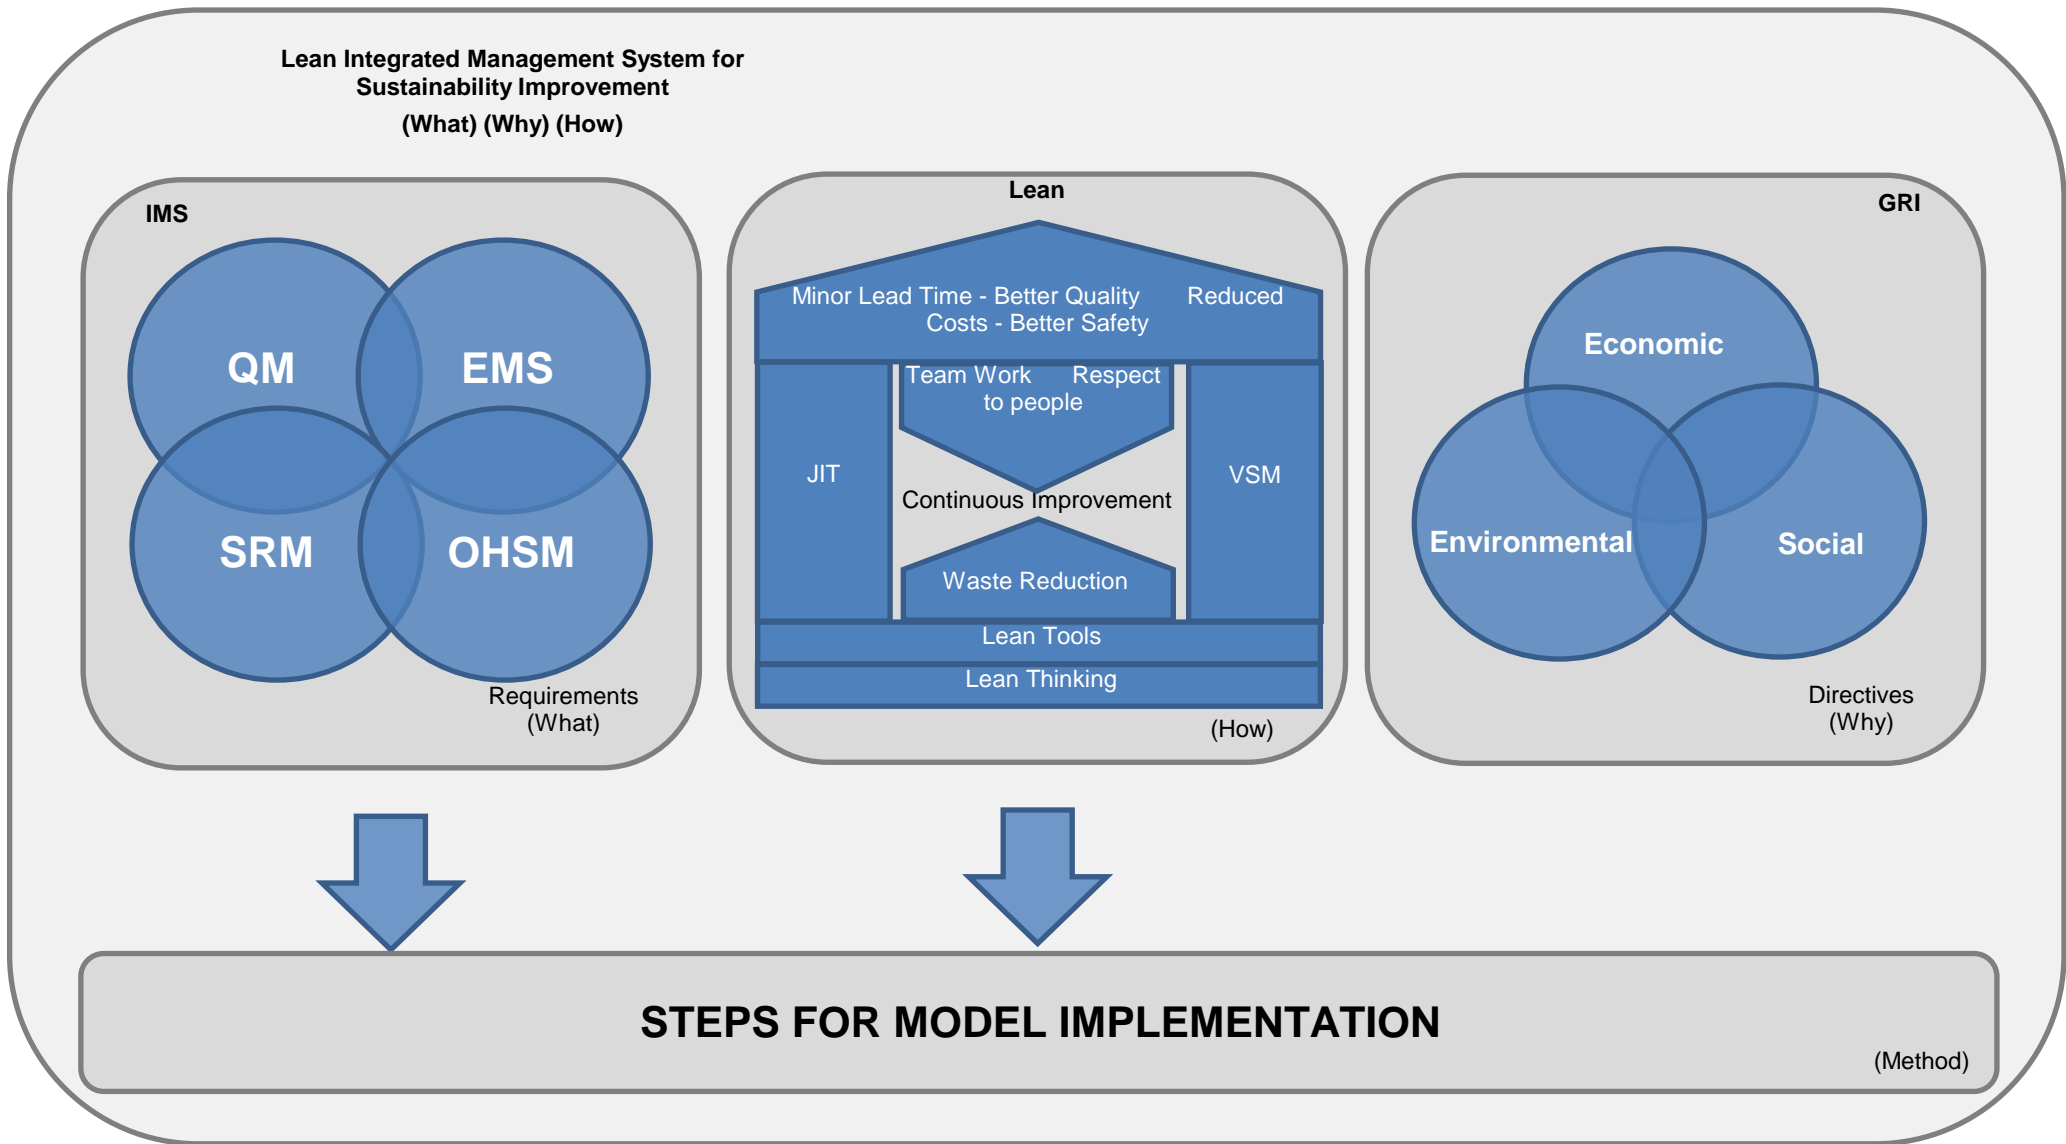 Lean Integrated Management System for
Sustainability Improvement
(What) (Why) (How)
IMS
QM
EMS
SRM
OHSM
Requirements
(What)
Lean
Minor Lead Time - Better Quality Reduced
Costs - Better Safety
Team Work Respect
to people
JIT
VSM
Continuous Improvement
Waste Reduction
Lean Tools
Lean Thinking
(How)
GRI
Economic
Environmental
Social
Directives
(Why)
STEPS FOR MODEL IMPLEMENTATION
(Method)